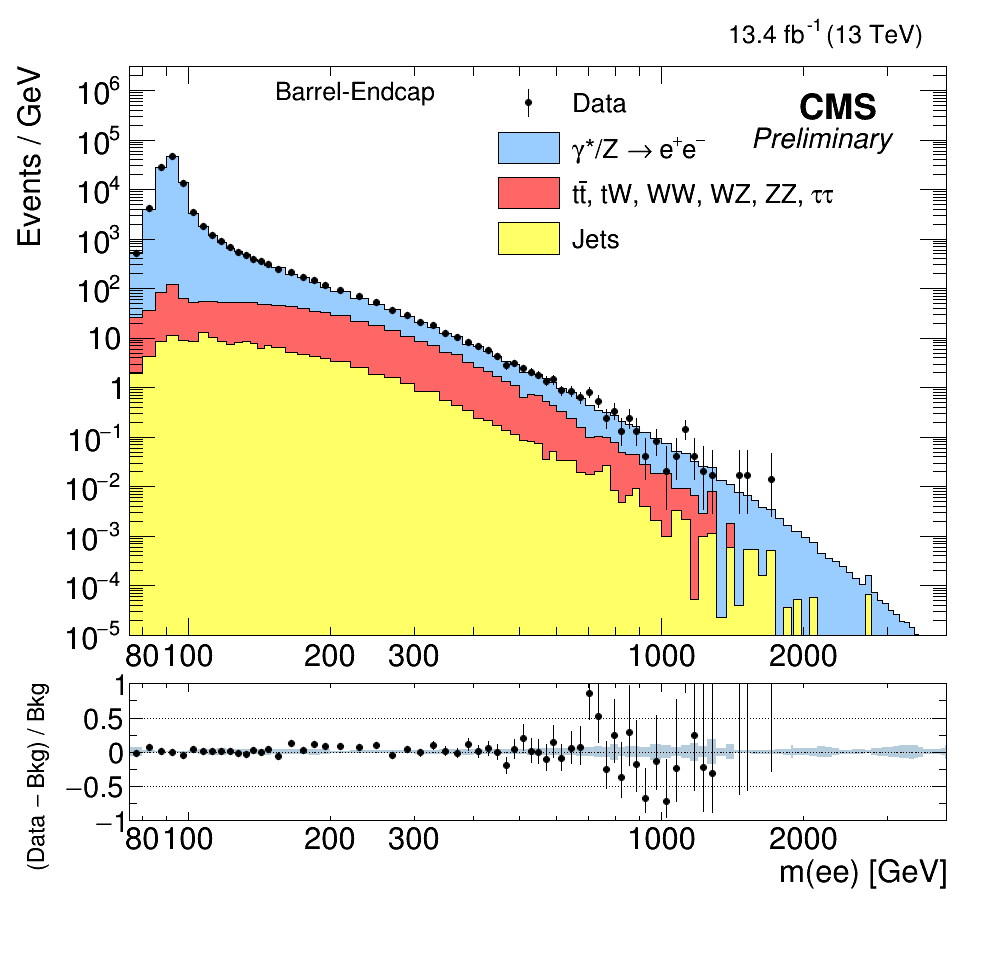 13.4 fb⁻¹ (13 TeV)
Events / GeV
10⁶
10⁵
10⁴
10³
10²
10
1
10⁻¹
10⁻²
10⁻³
10⁻⁴
10⁻⁵
Barrel-Endcap
Data
γ*/Z → e⁺e⁻
tt̄, tW, WW, WZ, ZZ, ττ
Jets
CMS
Preliminary
80 100 200 300 1000 2000
(Data − Bkg) / Bkg
1
0.5
0
−0.5
−1
80 100 200 300 1000 2000
m(ee) [GeV]